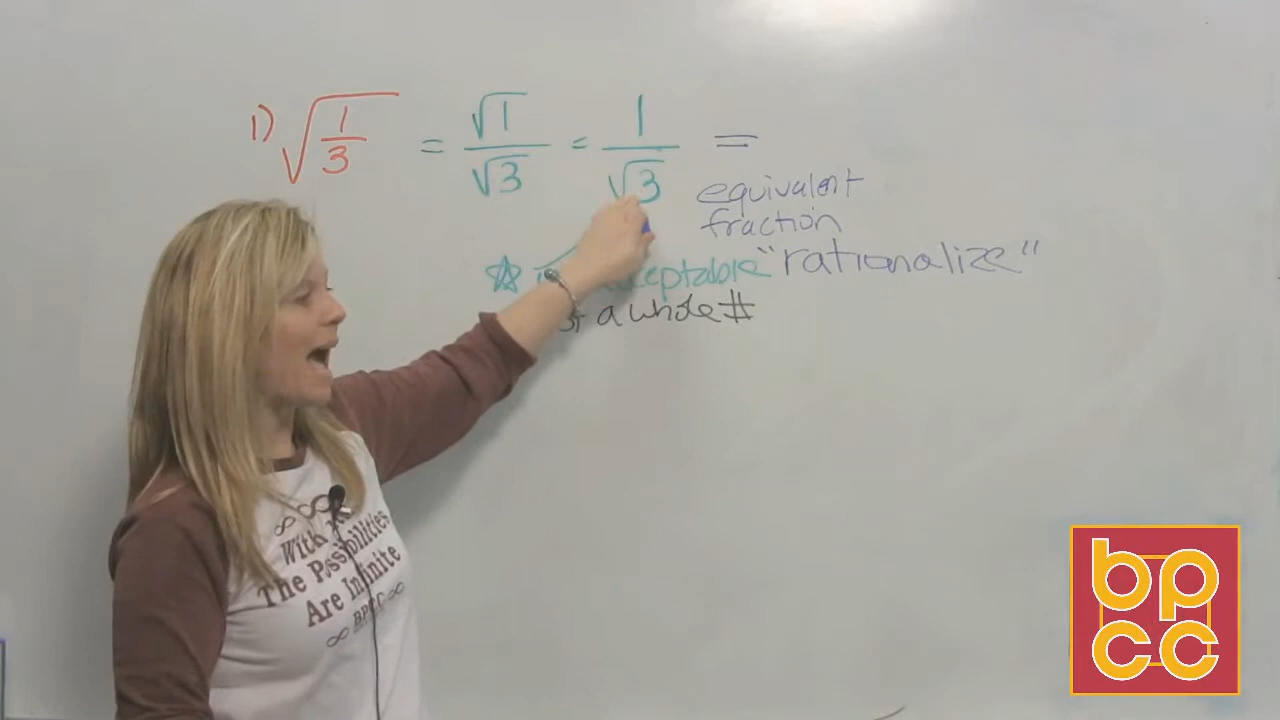 1) √(1/3) = √1/√3 = 1/√3 =
equivalent
fraction
"rationalize"
a whole #
∞ ∞
With
The Possibilities
Are Infinite
∞ BPCC ∞
bp
cc